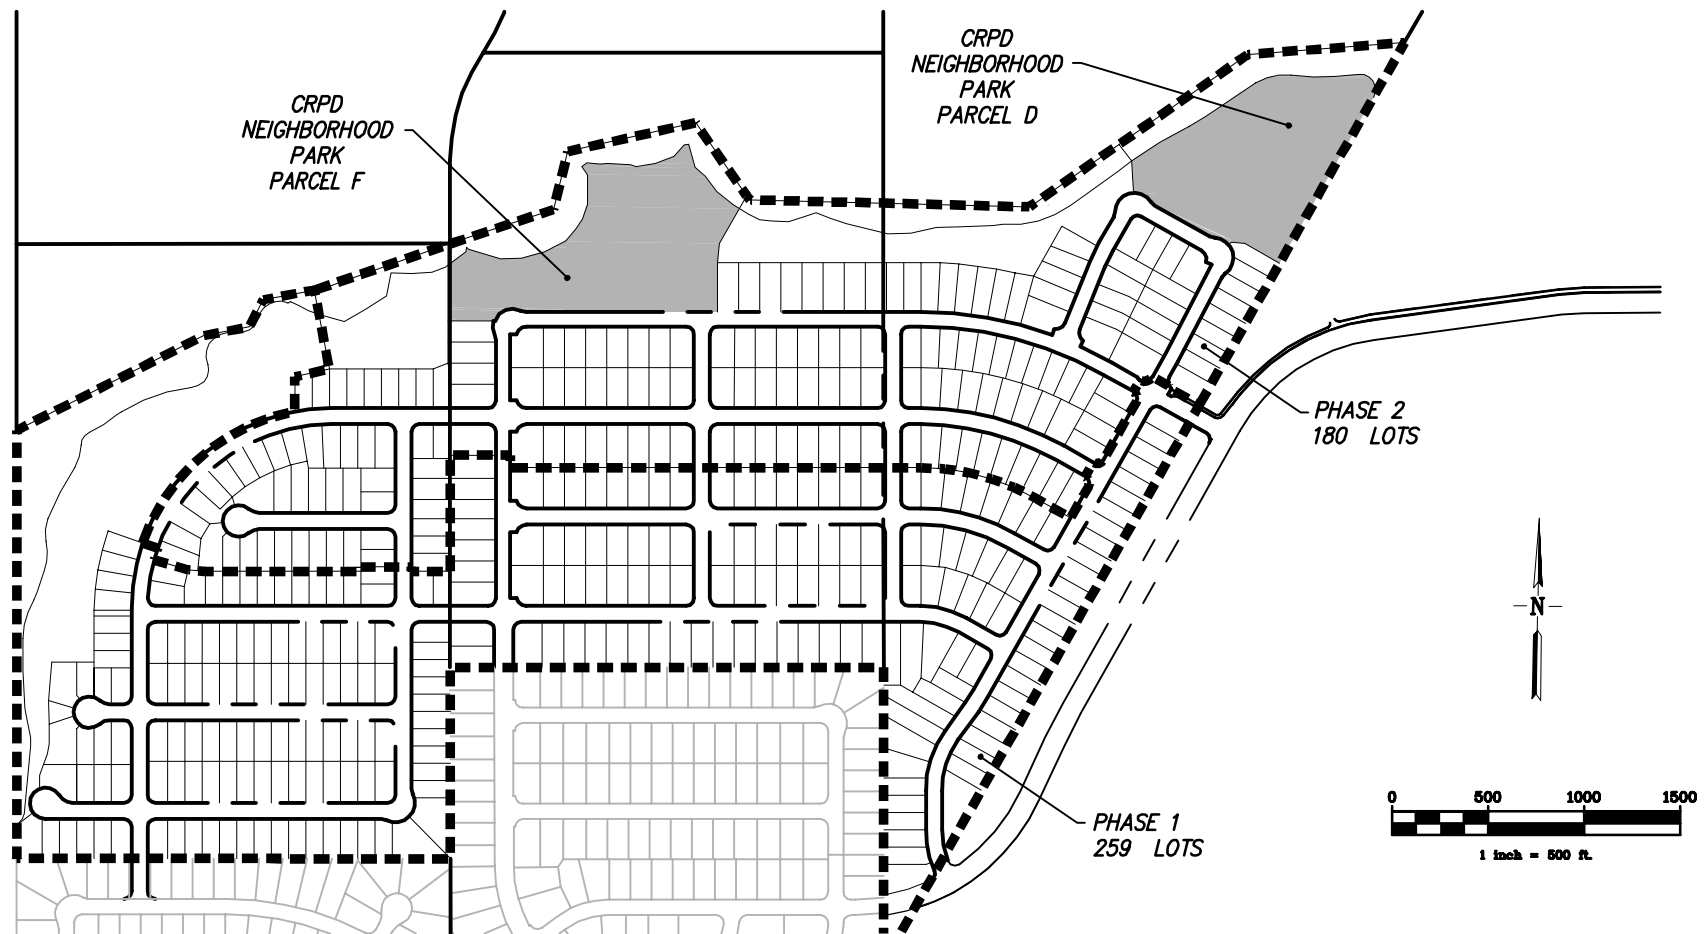 CRPD
NEIGHBORHOOD
PARK
PARCEL D
CRPD
NEIGHBORHOOD
PARK
PARCEL F
PHASE 2
180 LOTS
N
0 500 1000 1500
1 inch = 500 ft.
PHASE 1
259 LOTS